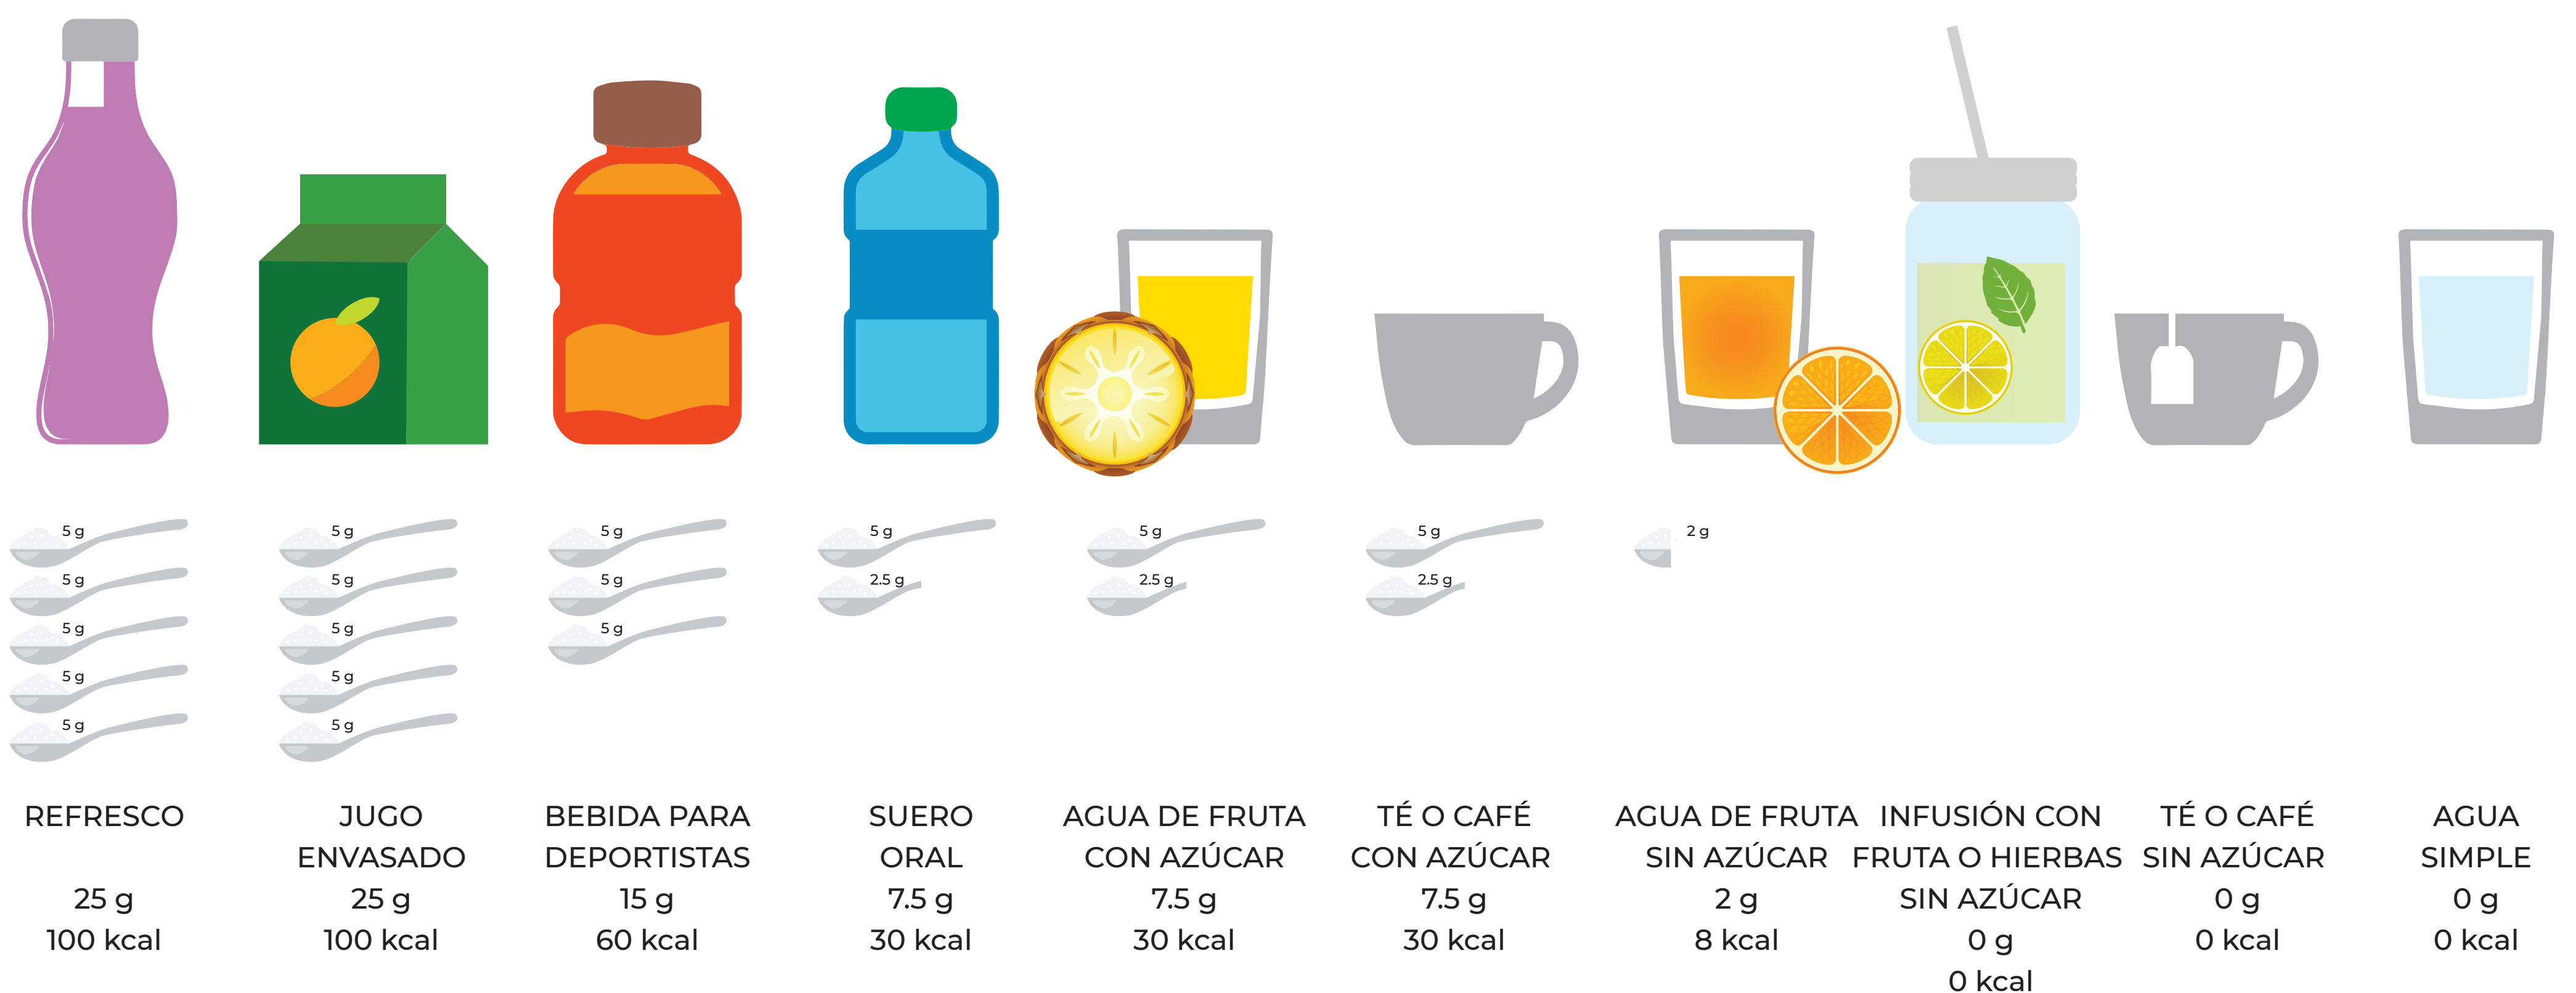 5 g
5 g
5 g
5 g
5 g
5 g
5 g
5 g
5 g
5 g
5 g
5 g
5 g
5 g
2.5 g
5 g
2.5 g
5 g
2.5 g
2 g
REFRESCO
25 g
100 kcal
JUGO
ENVASADO
25 g
100 kcal
BEBIDA PARA
DEPORTISTAS
15 g
60 kcal
SUERO
ORAL
7.5 g
30 kcal
AGUA DE FRUTA
CON AZÚCAR
7.5 g
30 kcal
TÉ O CAFÉ
CON AZÚCAR
7.5 g
30 kcal
AGUA DE FRUTA
SIN AZÚCAR
2 g
8 kcal
INFUSIÓN CON
FRUTA O HIERBAS
SIN AZÚCAR
0 g
0 kcal
TÉ O CAFÉ
SIN AZÚCAR
0 g
0 kcal
AGUA
SIMPLE
0 g
0 kcal